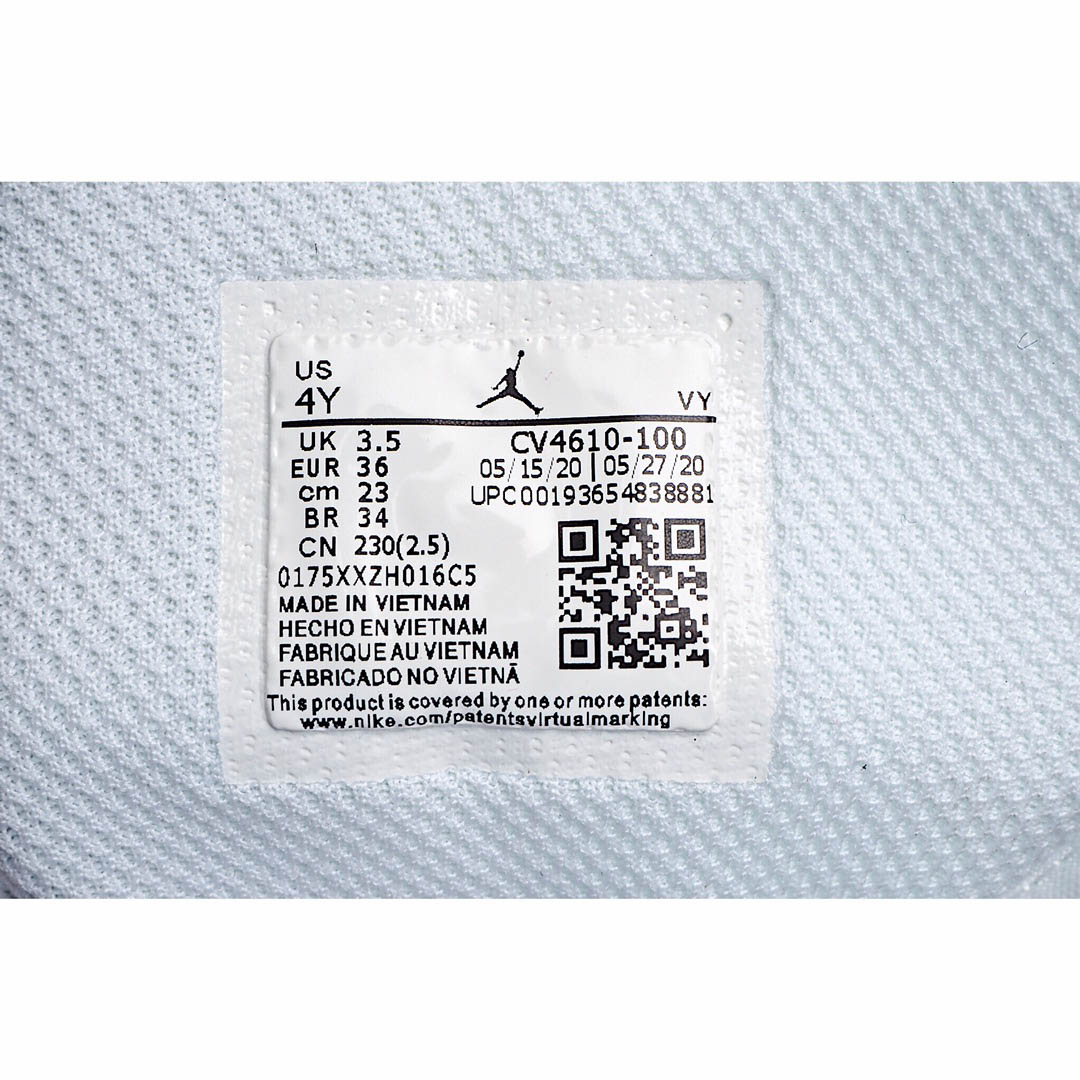 US
4Y VY
UK 3.5 CV4610-100
EUR 36 05/15/20 | 05/27/20
cm 23 UPC00193654838881
BR 34
CN 230(2.5)
0175XXZH016C5
MADE IN VIETNAM
HECHO EN VIETNAM
FABRIQUE AU VIETNAM
FABRICADO NO VIETNÃ
This product is covered by one or more patents:
www.nike.com/patentsvirtualmarking